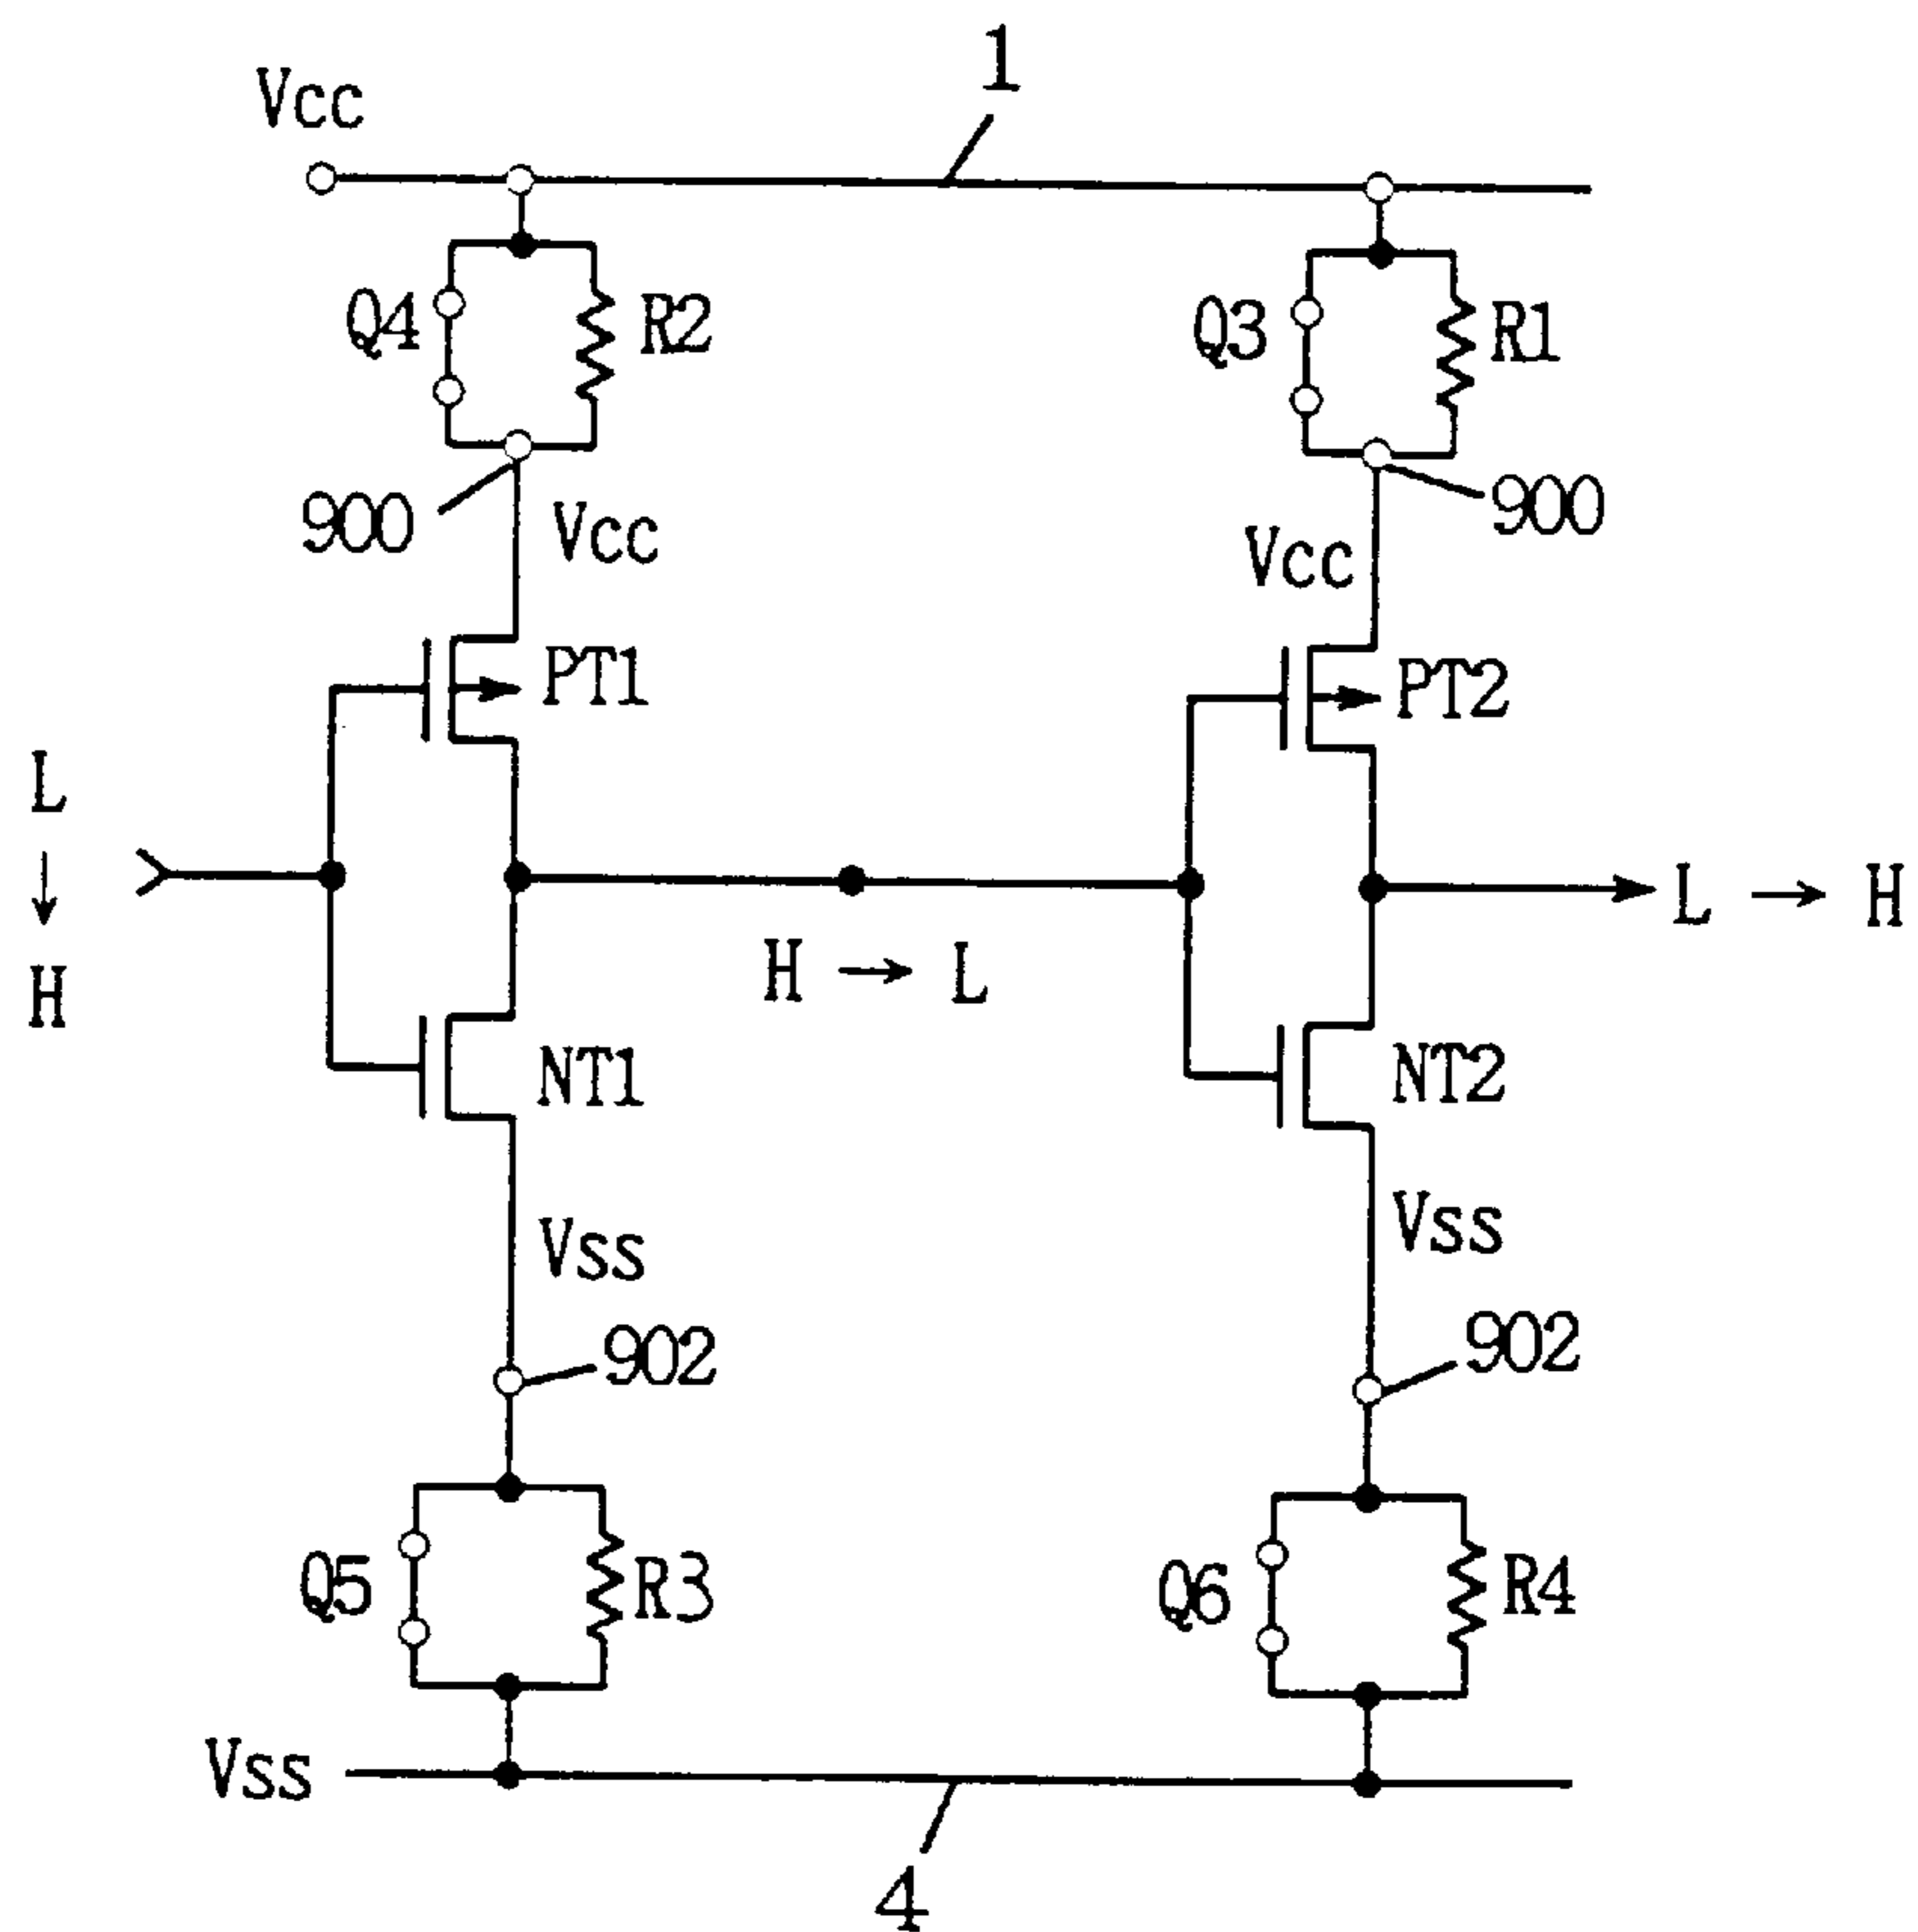 1
Vcc
Q4
R2
Q3
R1
900
Vcc
900
Vcc
PT1
PT2
L
↓
H
H → L
L → H
NT1
NT2
Vss
Vss
902
902
Q5
R3
Q6
R4
Vss
4